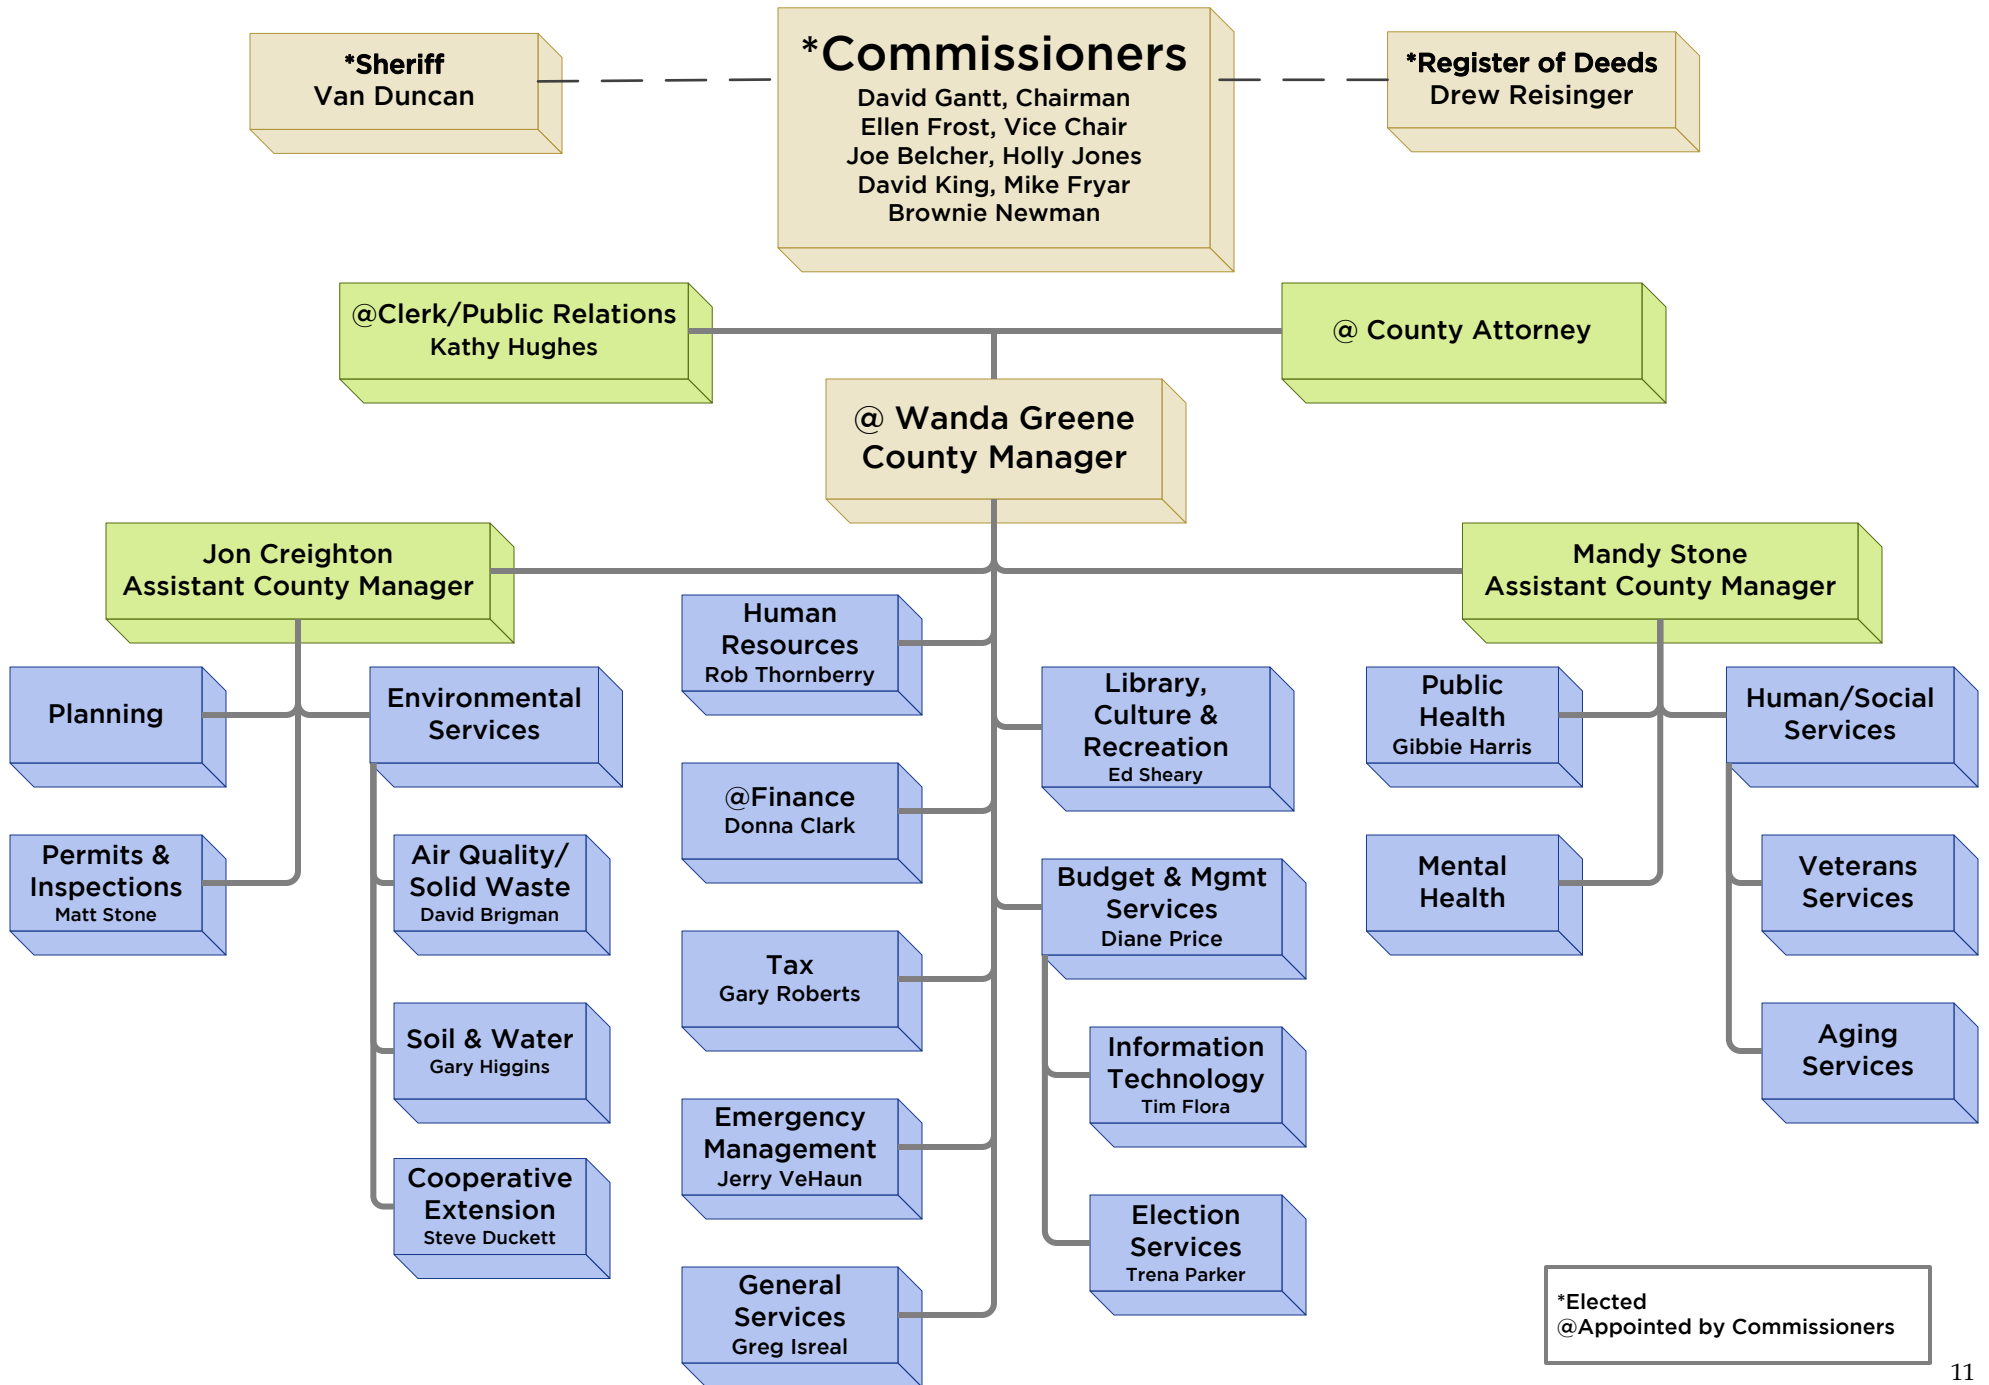 *Sheriff
Van Duncan
*Commissioners
David Gantt, Chairman
Ellen Frost, Vice Chair
Joe Belcher, Holly Jones
David King, Mike Fryar
Brownie Newman
*Register of Deeds
Drew Reisinger
@Clerk/Public Relations
Kathy Hughes
@ County Attorney
@ Wanda Greene
County Manager
Jon Creighton
Assistant County Manager
Mandy Stone
Assistant County Manager
Planning
Environmental
Services
Permits &
Inspections
Matt Stone
Air Quality/
Solid Waste
David Brigman
Soil & Water
Gary Higgins
Cooperative
Extension
Steve Duckett
Human
Resources
Rob Thornberry
Library,
Culture &
Recreation
Ed Sheary
@Finance
Donna Clark
Budget & Mgmt
Services
Diane Price
Tax
Gary Roberts
Information
Technology
Tim Flora
Emergency
Management
Jerry VeHaun
Election
Services
Trena Parker
General
Services
Greg Isreal
Public
Health
Gibbie Harris
Human/Social
Services
Mental
Health
Veterans
Services
Aging
Services
*Elected
@Appointed by Commissioners
11